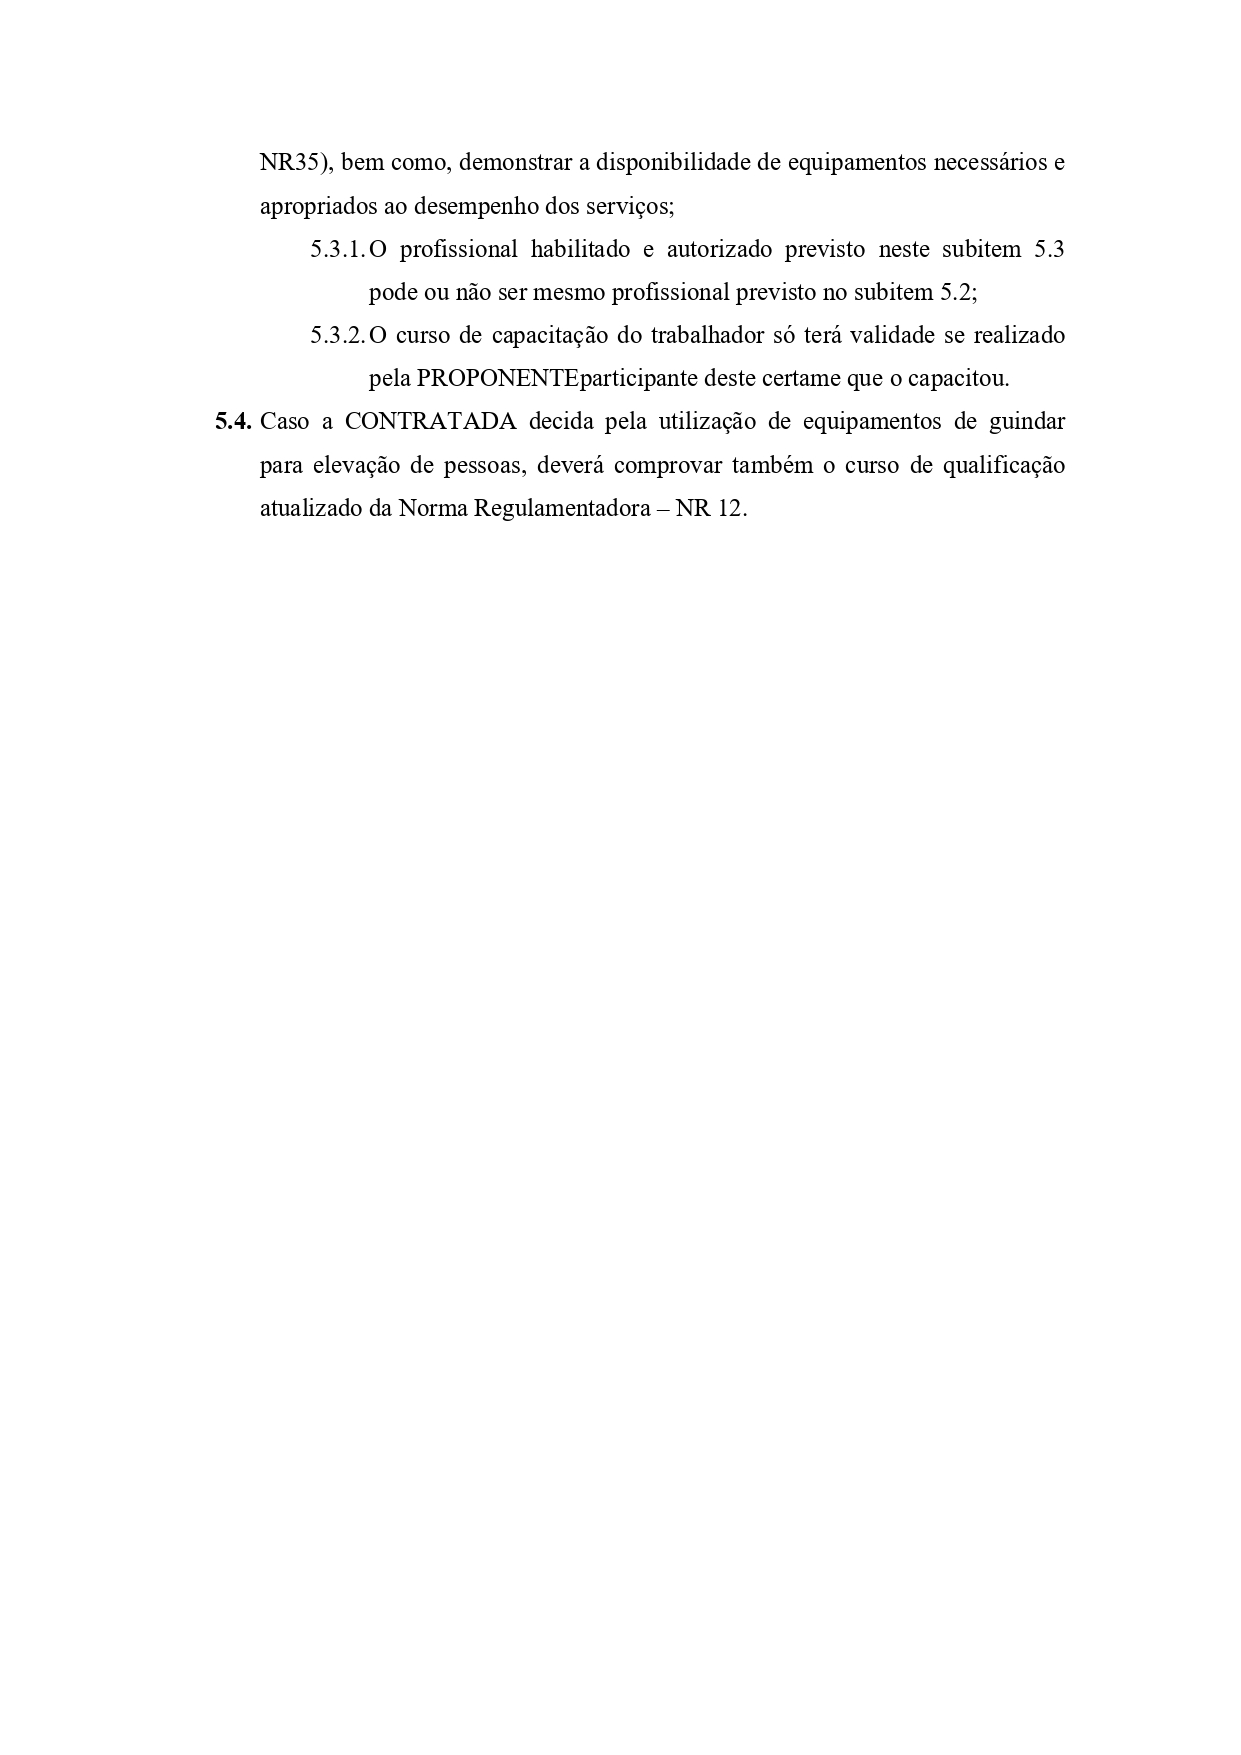 NR35), bem como, demonstrar a disponibilidade de equipamentos necessários e
apropriados ao desempenho dos serviços;
5.3.1. O profissional habilitado e autorizado previsto neste subitem 5.3
pode ou não ser mesmo profissional previsto no subitem 5.2;
5.3.2. O curso de capacitação do trabalhador só terá validade se realizado
pela PROPONENTEparticipante deste certame que o capacitou.
5.4. Caso a CONTRATADA decida pela utilização de equipamentos de guindar
para elevação de pessoas, deverá comprovar também o curso de qualificação
atualizado da Norma Regulamentadora – NR 12.